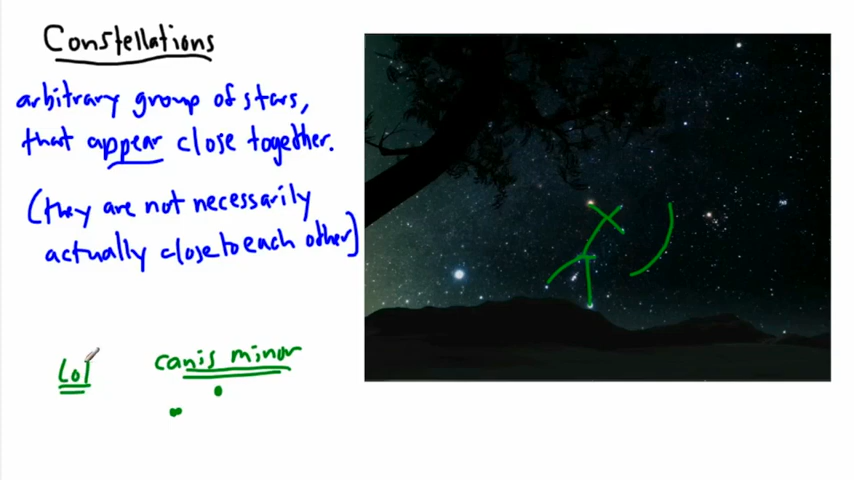 Constellations
arbitrary group of stars,
that appear close together.
(they are not necessarily
actually close to each other)
lol
canis minor